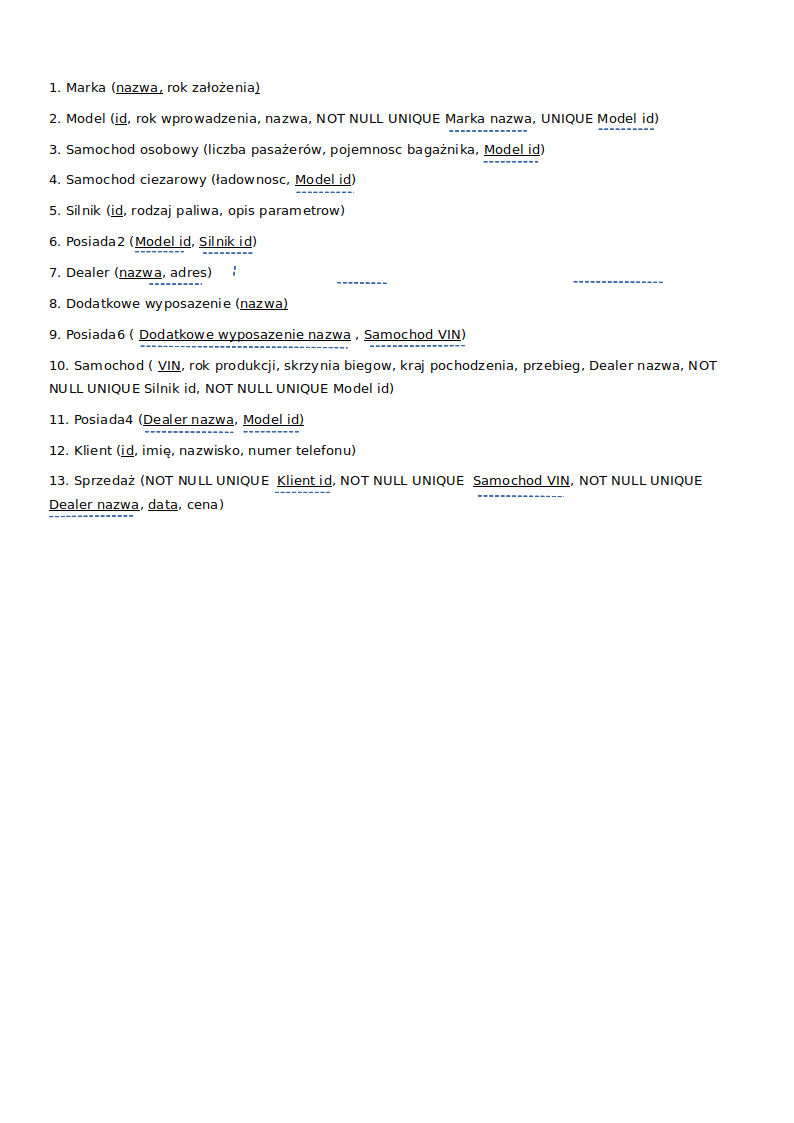 1. Marka (nazwa, rok założenia)
2. Model (id, rok wprowadzenia, nazwa, NOT NULL UNIQUE Marka nazwa, UNIQUE Model id)
3. Samochod osobowy (liczba pasażerów, pojemnosc bagażnika, Model id)
4. Samochod ciezarowy (ładownosc, Model id)
5. Silnik (id, rodzaj paliwa, opis parametrow)
6. Posiada2 (Model id, Silnik id)
7. Dealer (nazwa, adres)
8. Dodatkowe wyposazenie (nazwa)
9. Posiada6 ( Dodatkowe wyposazenie nazwa , Samochod VIN)
10. Samochod ( VIN, rok produkcji, skrzynia biegow, kraj pochodzenia, przebieg, Dealer nazwa, NOT
NULL UNIQUE Silnik id, NOT NULL UNIQUE Model id)
11. Posiada4 (Dealer nazwa, Model id)
12. Klient (id, imię, nazwisko, numer telefonu)
13. Sprzedaż (NOT NULL UNIQUE Klient id, NOT NULL UNIQUE Samochod VIN, NOT NULL UNIQUE
Dealer nazwa, data, cena)